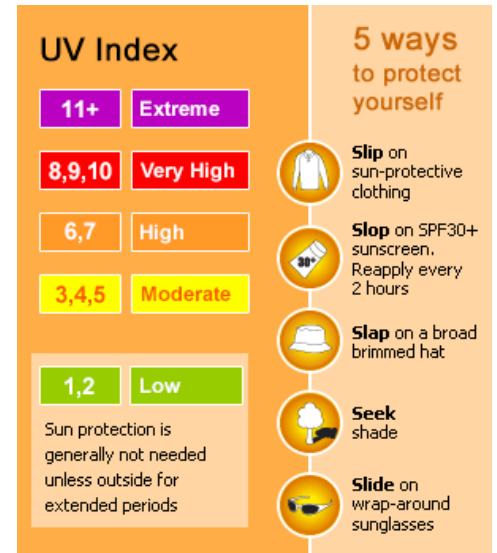 UV Index
11+ Extreme
8,9,10 Very High
6,7 High
3,4,5 Moderate
1,2 Low
Sun protection is
generally not needed
unless outside for
extended periods
5 ways
to protect
yourself
Slip on
sun-protective
clothing
Slop on SPF30+
sunscreen.
Reapply every
2 hours
30+
Slap on a broad
brimmed hat
Seek
shade
Slide on
wrap-around
sunglasses